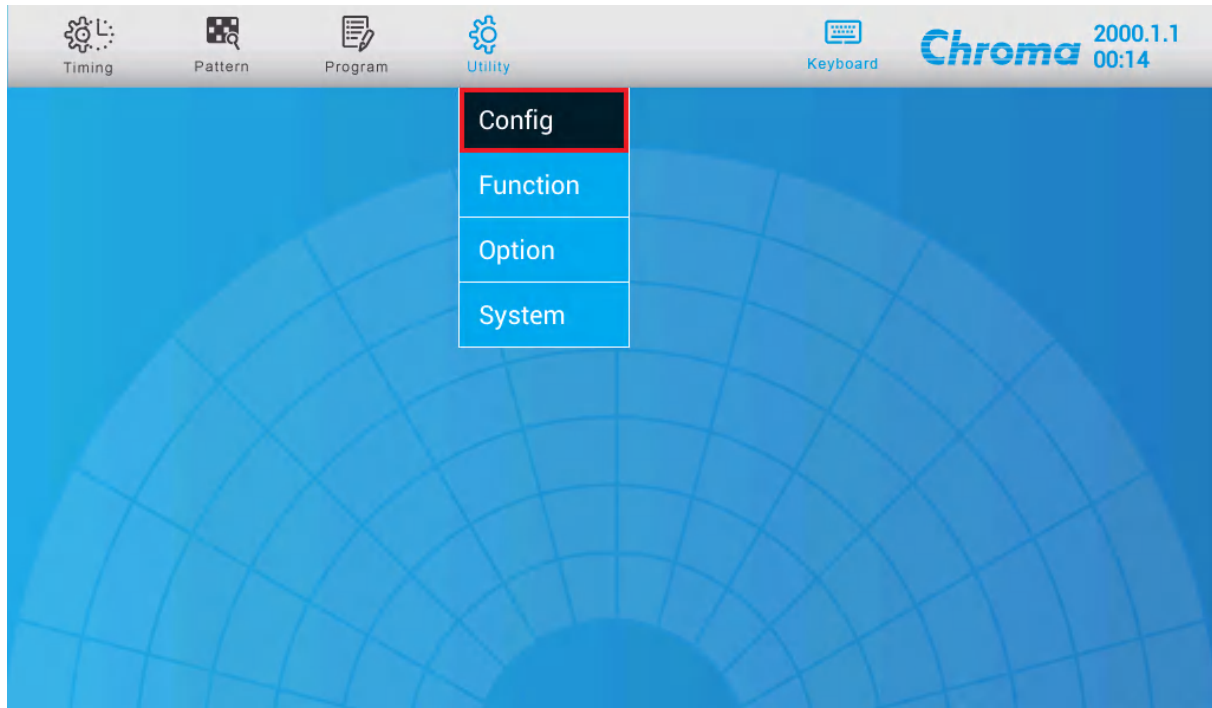 Timing
Pattern
Program
Utility
Keyboard
Chroma
2000.1.1
00:14
Config
Function
Option
System